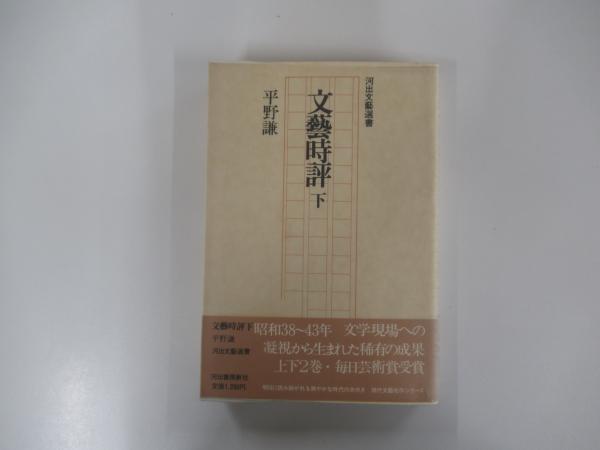 河出文藝選書
文藝時評 下
平野謙
文藝時評下
平野謙
河出文藝選書
河出書房新社
昭和38〜43年 文学現場への
凝視から生まれた稀有の成果
上下2巻・毎日芸術賞受賞